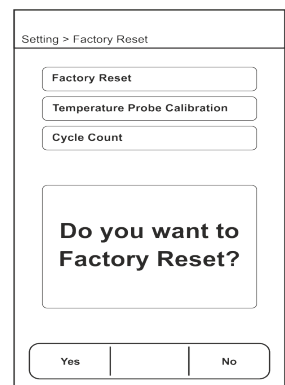 Setting > Factory Reset
Factory Reset
Temperature Probe Calibration
Cycle Count
Do you want to
Factory Reset?
Yes
No